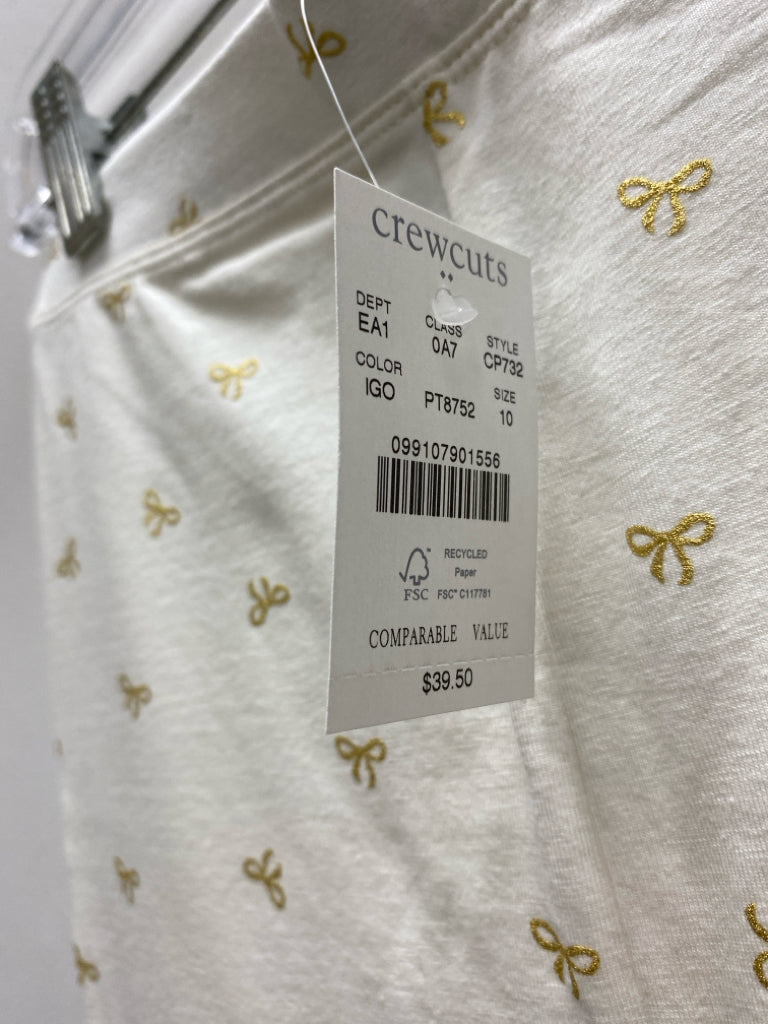 crewcuts
DEPT CLASS STYLE
EA1 0A7 CP732
COLOR SIZE
IGO PT8752 10
099107901556
RECYCLED
Paper
FSC™ C117781
FSC
COMPARABLE VALUE
$39.50